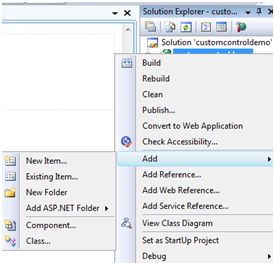 Solution Explorer - custo...
Solution 'customcontroldemo'
Build
Rebuild
Clean
Publish...
Convert to Web Application
Check Accessibility...
Add
Add Reference...
Add Web Reference...
Add Service Reference...
View Class Diagram
Set as StartUp Project
Debug
New Item...
Existing Item...
New Folder
Add ASP.NET Folder
Component...
Class...